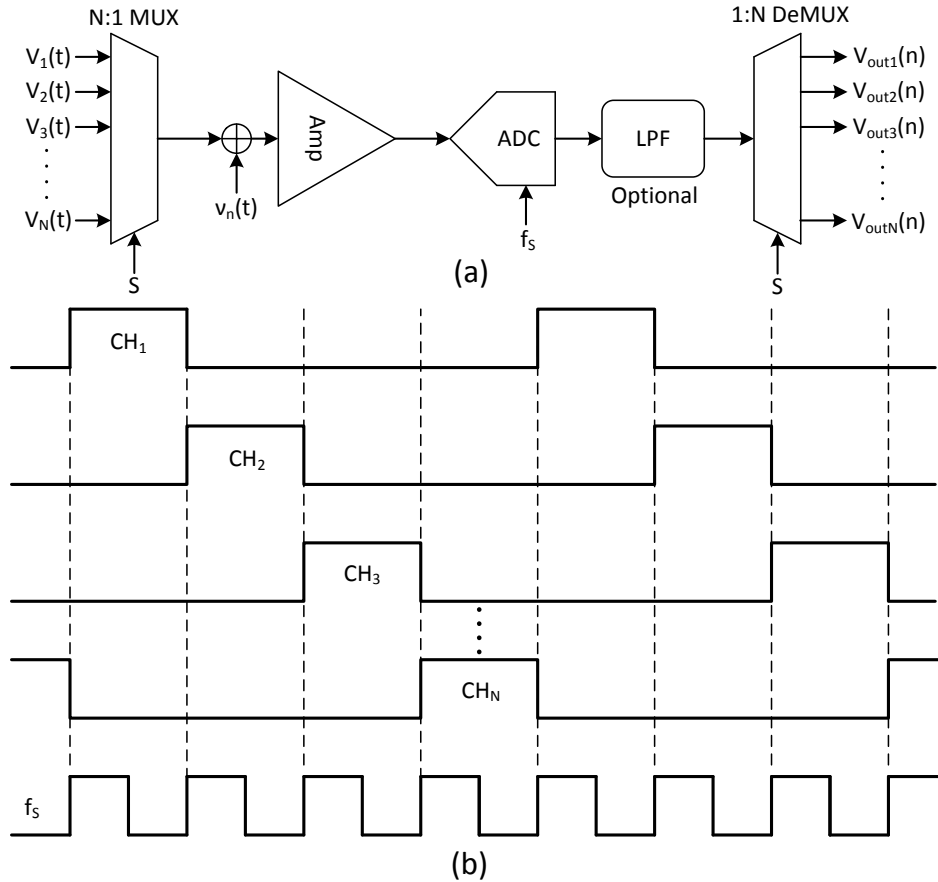 N:1 MUX
1:N DeMUX
V1(t)
V2(t)
V3(t)
VN(t)
νn(t)
Amp
ADC
LPF
Optional
fS
S
S
Vout1(n)
Vout2(n)
Vout3(n)
VoutN(n)
(a)
CH1
CH2
CH3
CHN
fS
(b)